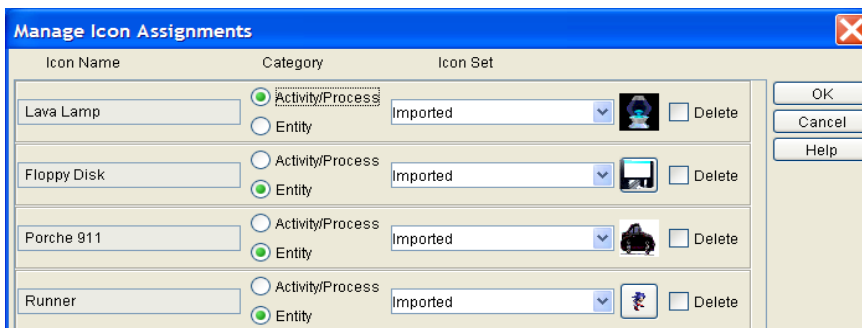 Manage Icon Assignments
Icon Name Category Icon Set
Lava Lamp Activity/Process Entity Imported Delete
Floppy Disk Activity/Process Entity Imported Delete
Porche 911 Activity/Process Entity Imported Delete
Runner Activity/Process Entity Imported Delete
OK
Cancel
Help